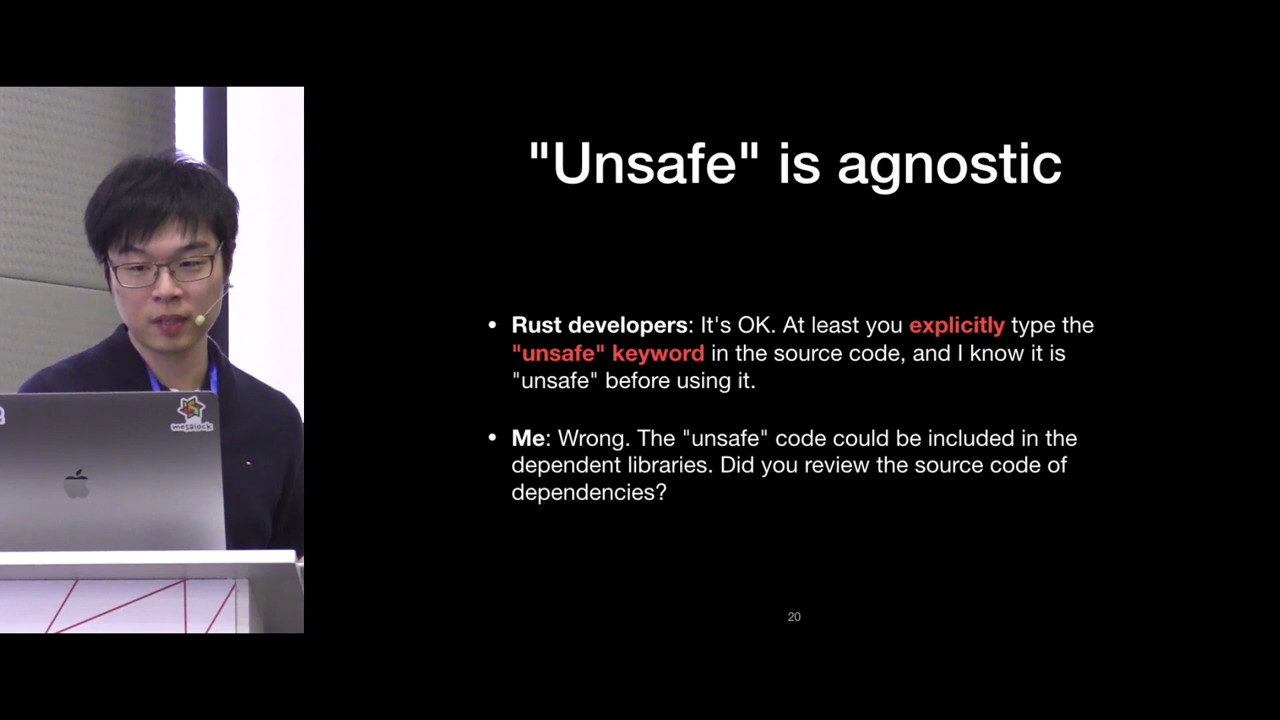 "Unsafe" is agnostic
• Rust developers: It's OK. At least you explicitly type the
"unsafe" keyword in the source code, and I know it is
"unsafe" before using it.
• Me: Wrong. The "unsafe" code could be included in the
dependent libraries. Did you review the source code of
dependencies?
20
mesalock